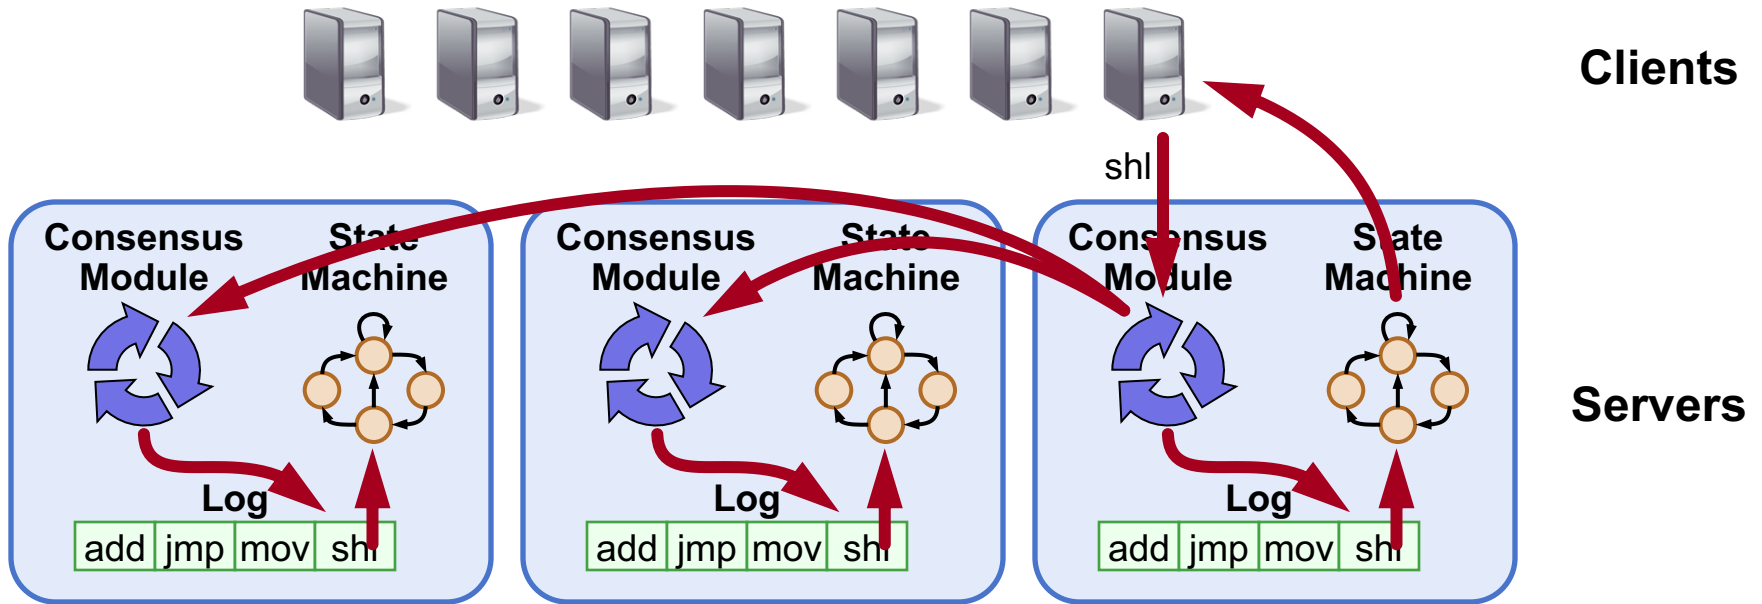 Clients
shl
Consensus
Module
State
Machine
Log
add jmp mov shl
Consensus
Module
State
Machine
Log
add jmp mov shl
Consensus
Module
State
Machine
Log
add jmp mov shl
Servers